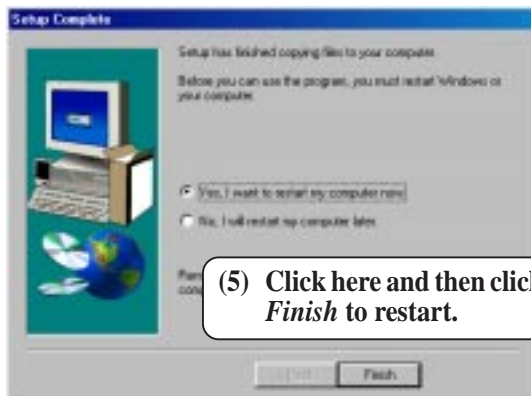 Setup Complete
Setup has finished copying files to your computer.
Before you can use the program, you must restart Windows or
your computer.
Yes, I want to restart my computer now.
No, I will restart my computer later.
(5) Click here and then clic
Finish to restart.
Finish